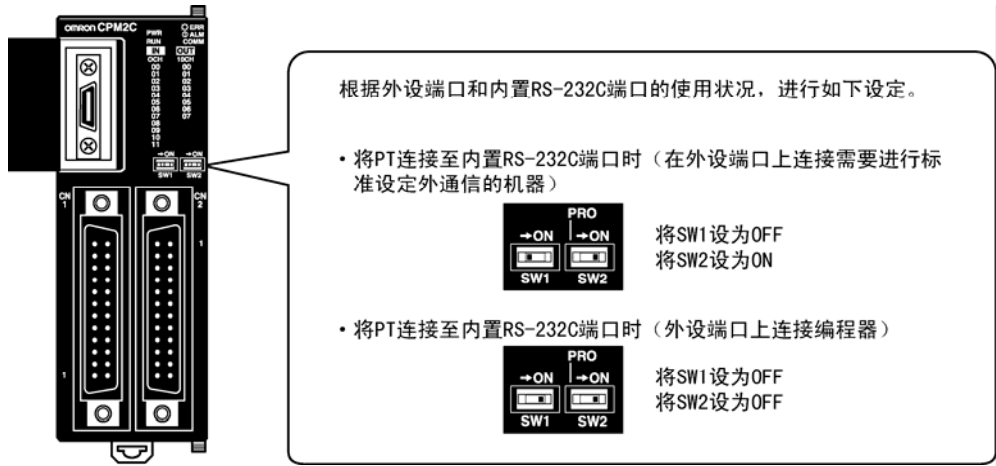 omron CPM2C
PWR ERR
ALM
RUN COMM
IN OUT
0CH 10CH
00 00
01 01
02 02
03 03
04 04
05 05
06 06
07 07
08
09
10
11
→ON →ON
SW1 SW2
CN CN
1 2
1
1
根据外设端口和内置RS-232C端口的使用状况，进行如下设定。
・将PT连接至内置RS-232C端口时（在外设端口上连接需要进行标
准设定外通信的机器）
PRO
→ON →ON
SW1 SW2
将SW1设为OFF
将SW2设为ON
・将PT连接至内置RS-232C端口时（外设端口上连接编程器）
PRO
→ON →ON
SW1 SW2
将SW1设为OFF
将SW2设为OFF